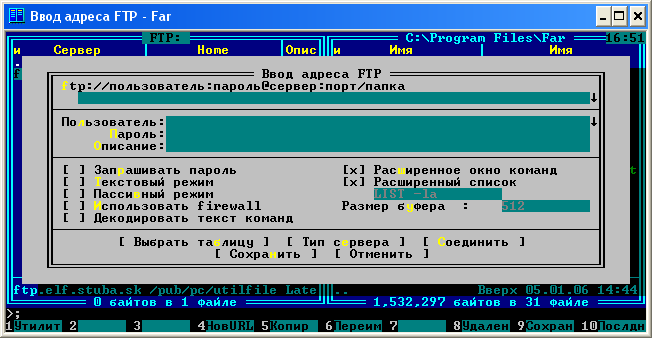 Ввод адреса FTP - Far
FTP: C:\Program Files\Far 16:51
и Сервер Home Опис и Имя Имя
Ввод адреса FTP
ftp://пользователь:пароль@сервер:порт/папка
Пользователь:
Пароль:
Описание:
[ ] Запрашивать пароль [x] Расширенное окно команд
[ ] Текстовый режим [x] Расширенный список
[ ] Пассивный режим LIST -la
[ ] Использовать firewall Размер буфера : 512
[ ] Декодировать текст команд
[ Выбрать таблицу ] [ Тип сервера ] [ Соединить ]
[ Сохранить ] [ Отменить ]
ftp.elf.stuba.sk /pub/pc/utilfile Late .. Вверх 05.01.06 14:44
0 байтов в 1 файле 1,532,297 байтов в 31 файле
>;
1Утилит 2 3 4НовURL 5Копир 6Переим 7 8Удален 9Сохран 10Послдн